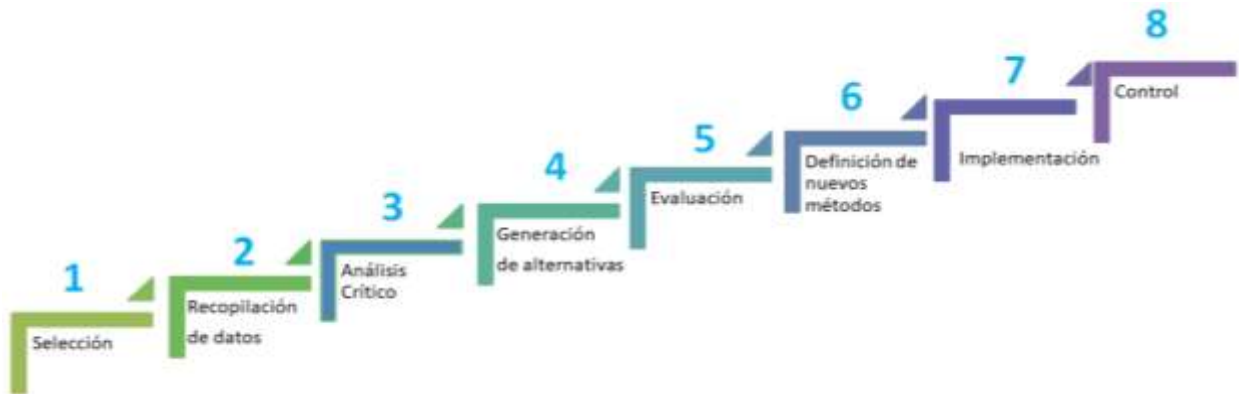 1
Selección
2
Recopilación
de datos
3
Análisis
Crítico
4
Generación
de alternativas
5
Evaluación
6
Definición de
nuevos
métodos
7
Implementación
8
Control